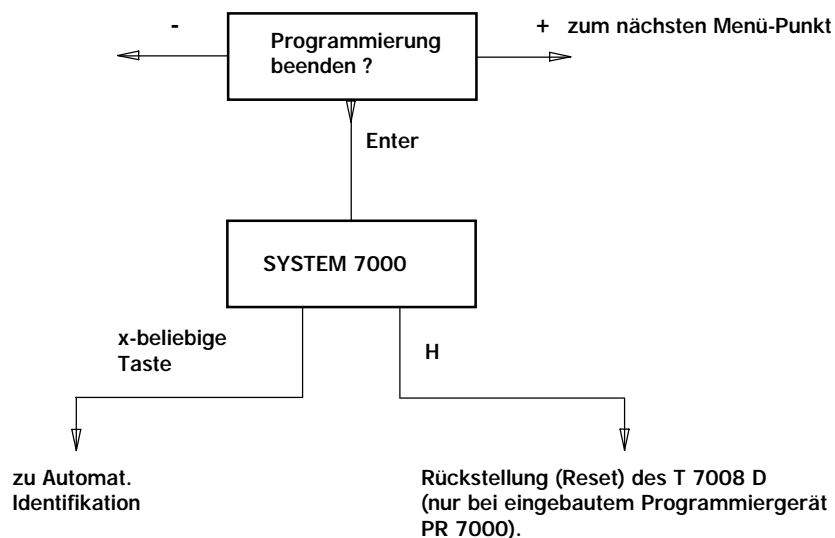 -
Programmierung
beenden ?
+ zum nächsten Menü-Punkt
Enter
SYSTEM 7000
x-beliebige
Taste
H
zu Automat.
Identifikation
Rückstellung (Reset) des T 7008 D
(nur bei eingebautem Programmiergerät
PR 7000).